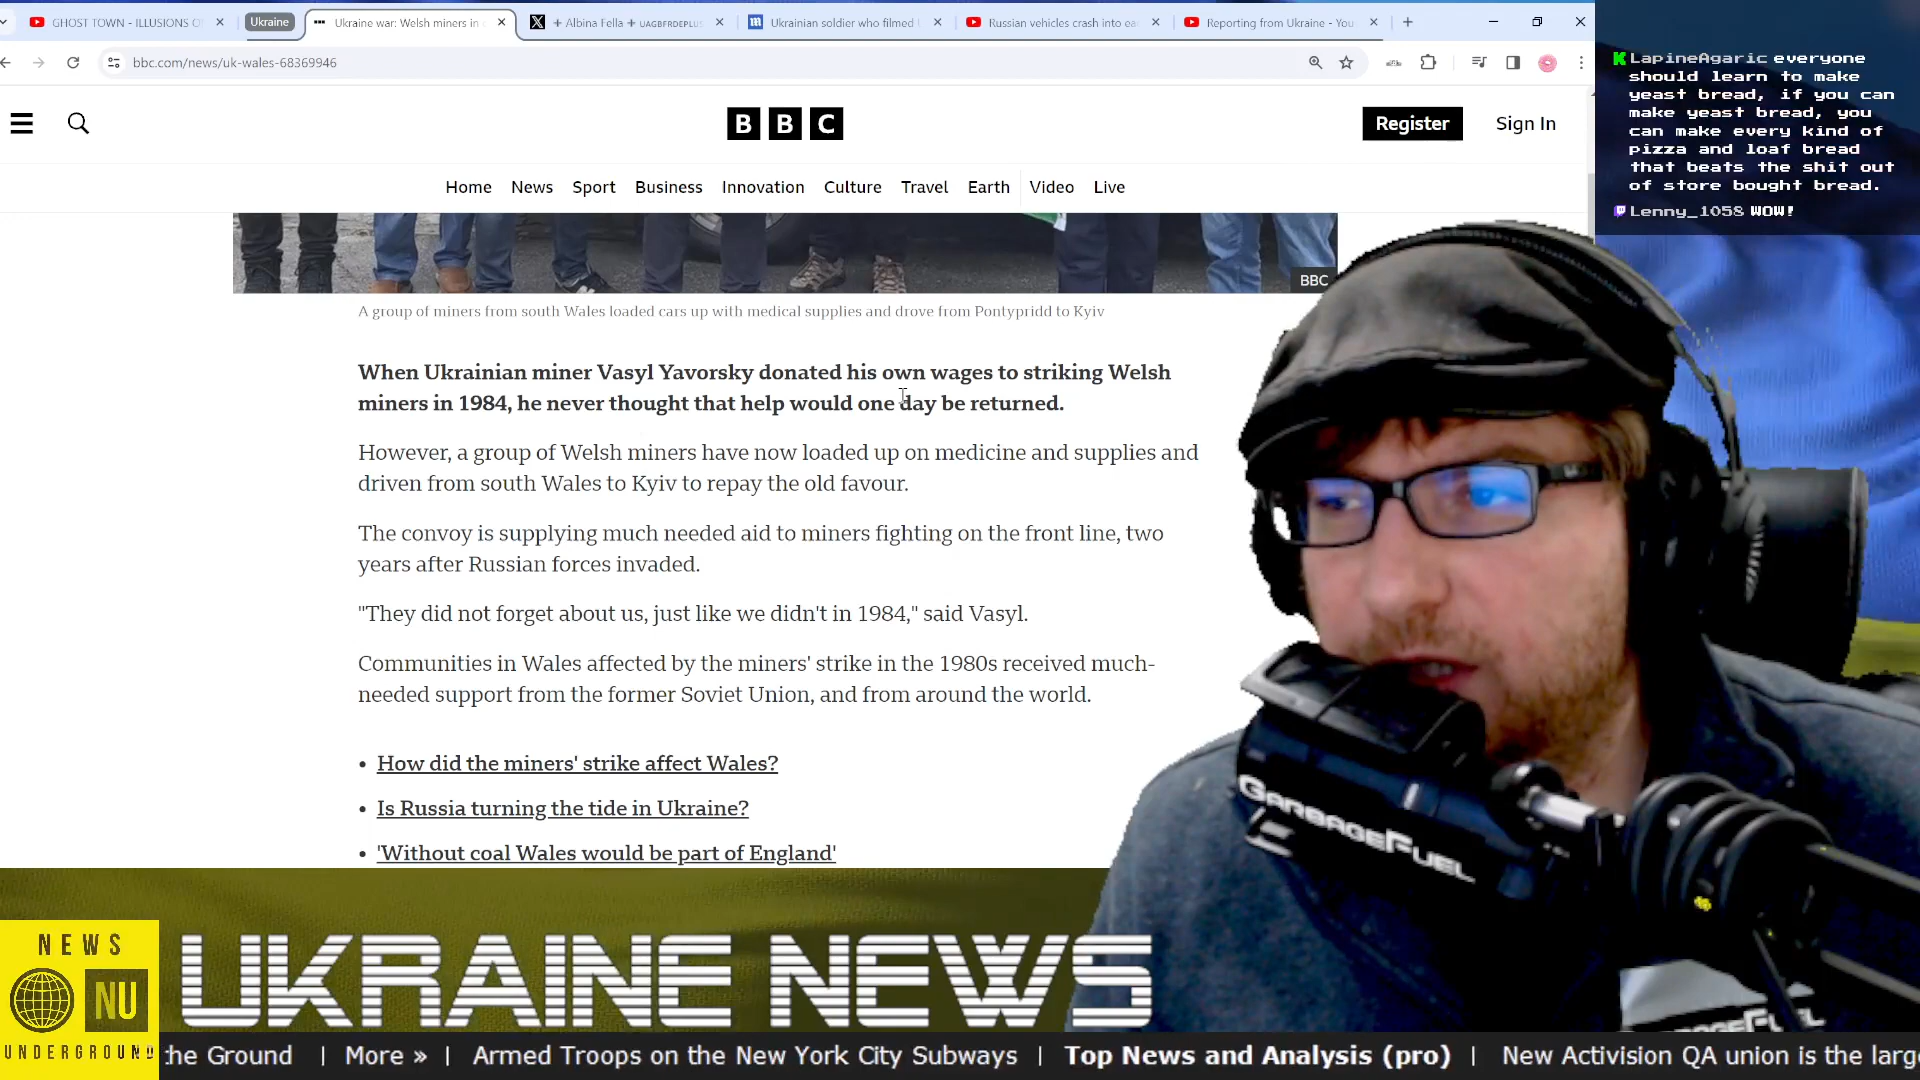 GHOST TOWN - ILLUSIONS O
Ukraine
Ukraine war: Welsh miners in
+ Albina Fella + UAGBFRDEPLU
Ukrainian soldier who filmed
Russian vehicles crash into ea
Reporting from Ukraine - You
bbc.com/news/uk-wales-68369946
BBC
Register
Sign In
Home News Sport Business Innovation Culture Travel Earth Video Live
BBC
A group of miners from south Wales loaded cars up with medical supplies and drove from Pontypridd to Kyiv
When Ukrainian miner Vasyl Yavorsky donated his own wages to striking Welsh
miners in 1984, he never thought that help would one day be returned.
However, a group of Welsh miners have now loaded up on medicine and supplies and
driven from south Wales to Kyiv to repay the old favour.
The convoy is supplying much needed aid to miners fighting on the front line, two
years after Russian forces invaded.
"They did not forget about us, just like we didn't in 1984," said Vasyl.
Communities in Wales affected by the miners' strike in the 1980s received much-
needed support from the former Soviet Union, and from around the world.
• How did the miners' strike affect Wales?
• Is Russia turning the tide in Ukraine?
• 'Without coal Wales would be part of England'
LapineAgaric everyone
should learn to make
yeast bread, if you can
make yeast bread, you
can make every kind of
pizza and loaf bread
that beats the shit out
of store bought bread.
Lenny_1058 WOW!
GARBAGEFUEL
GARBAGEFUEL
NEWS
NU
UNDERGROUND
UKRAINE NEWS
the Ground | More » | Armed Troops on the New York City Subways | Top News and Analysis (pro) | New Activision QA union is the larg